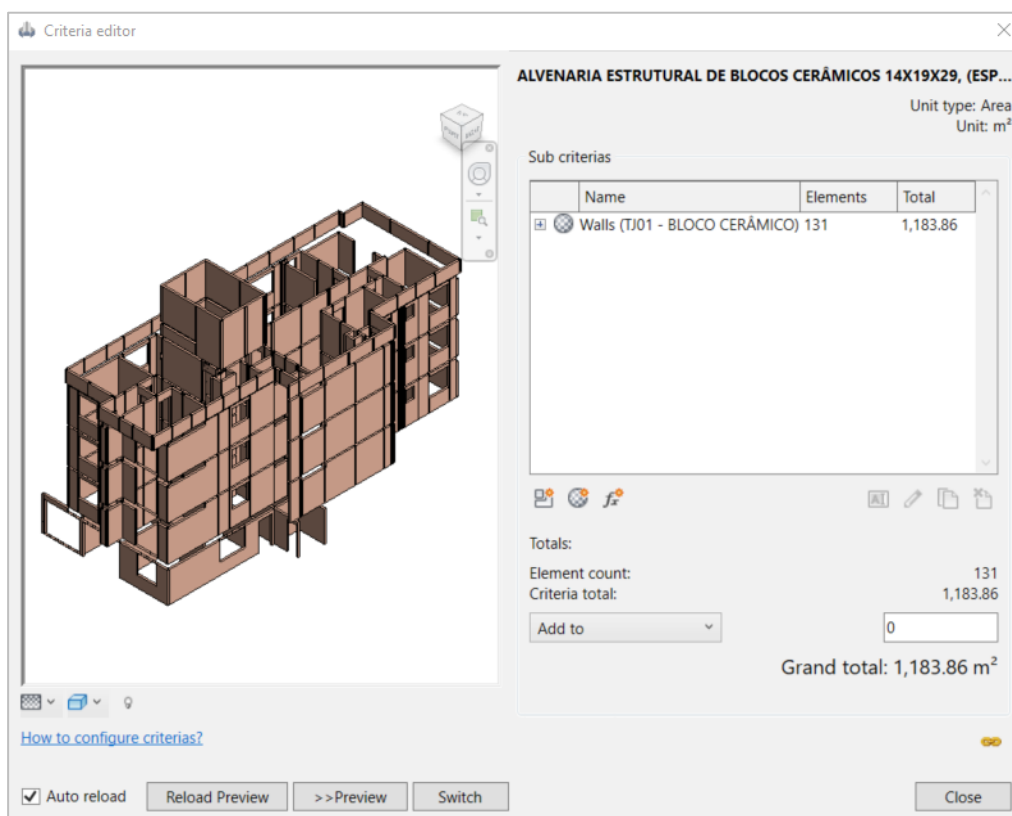 Criteria editor
ALVENARIA ESTRUTURAL DE BLOCOS CERÂMICOS 14X19X29, (ESP...
Unit type: Area
Unit: m²
Sub criterias
Name Elements Total
Walls (TJ01 - BLOCO CERÂMICO) 131 1,183.86
Totals:
Element count: 131
Criteria total: 1,183.86
Add to 0
Grand total: 1,183.86 m²
How to configure criterias?
Auto reload Reload Preview >>Preview Switch Close